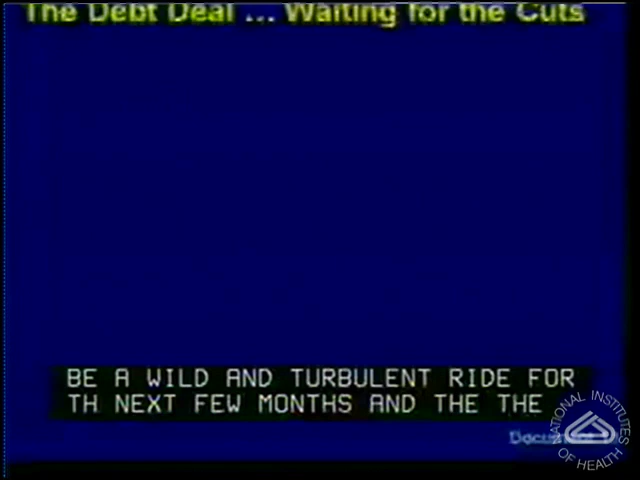 The Debt Deal ... Waiting for the Cuts
BE A WILD AND TURBULENT RIDE FOR
TH NEXT FEW MONTHS AND THE THE
NATIONAL INSTITUTES
OF HEALTH